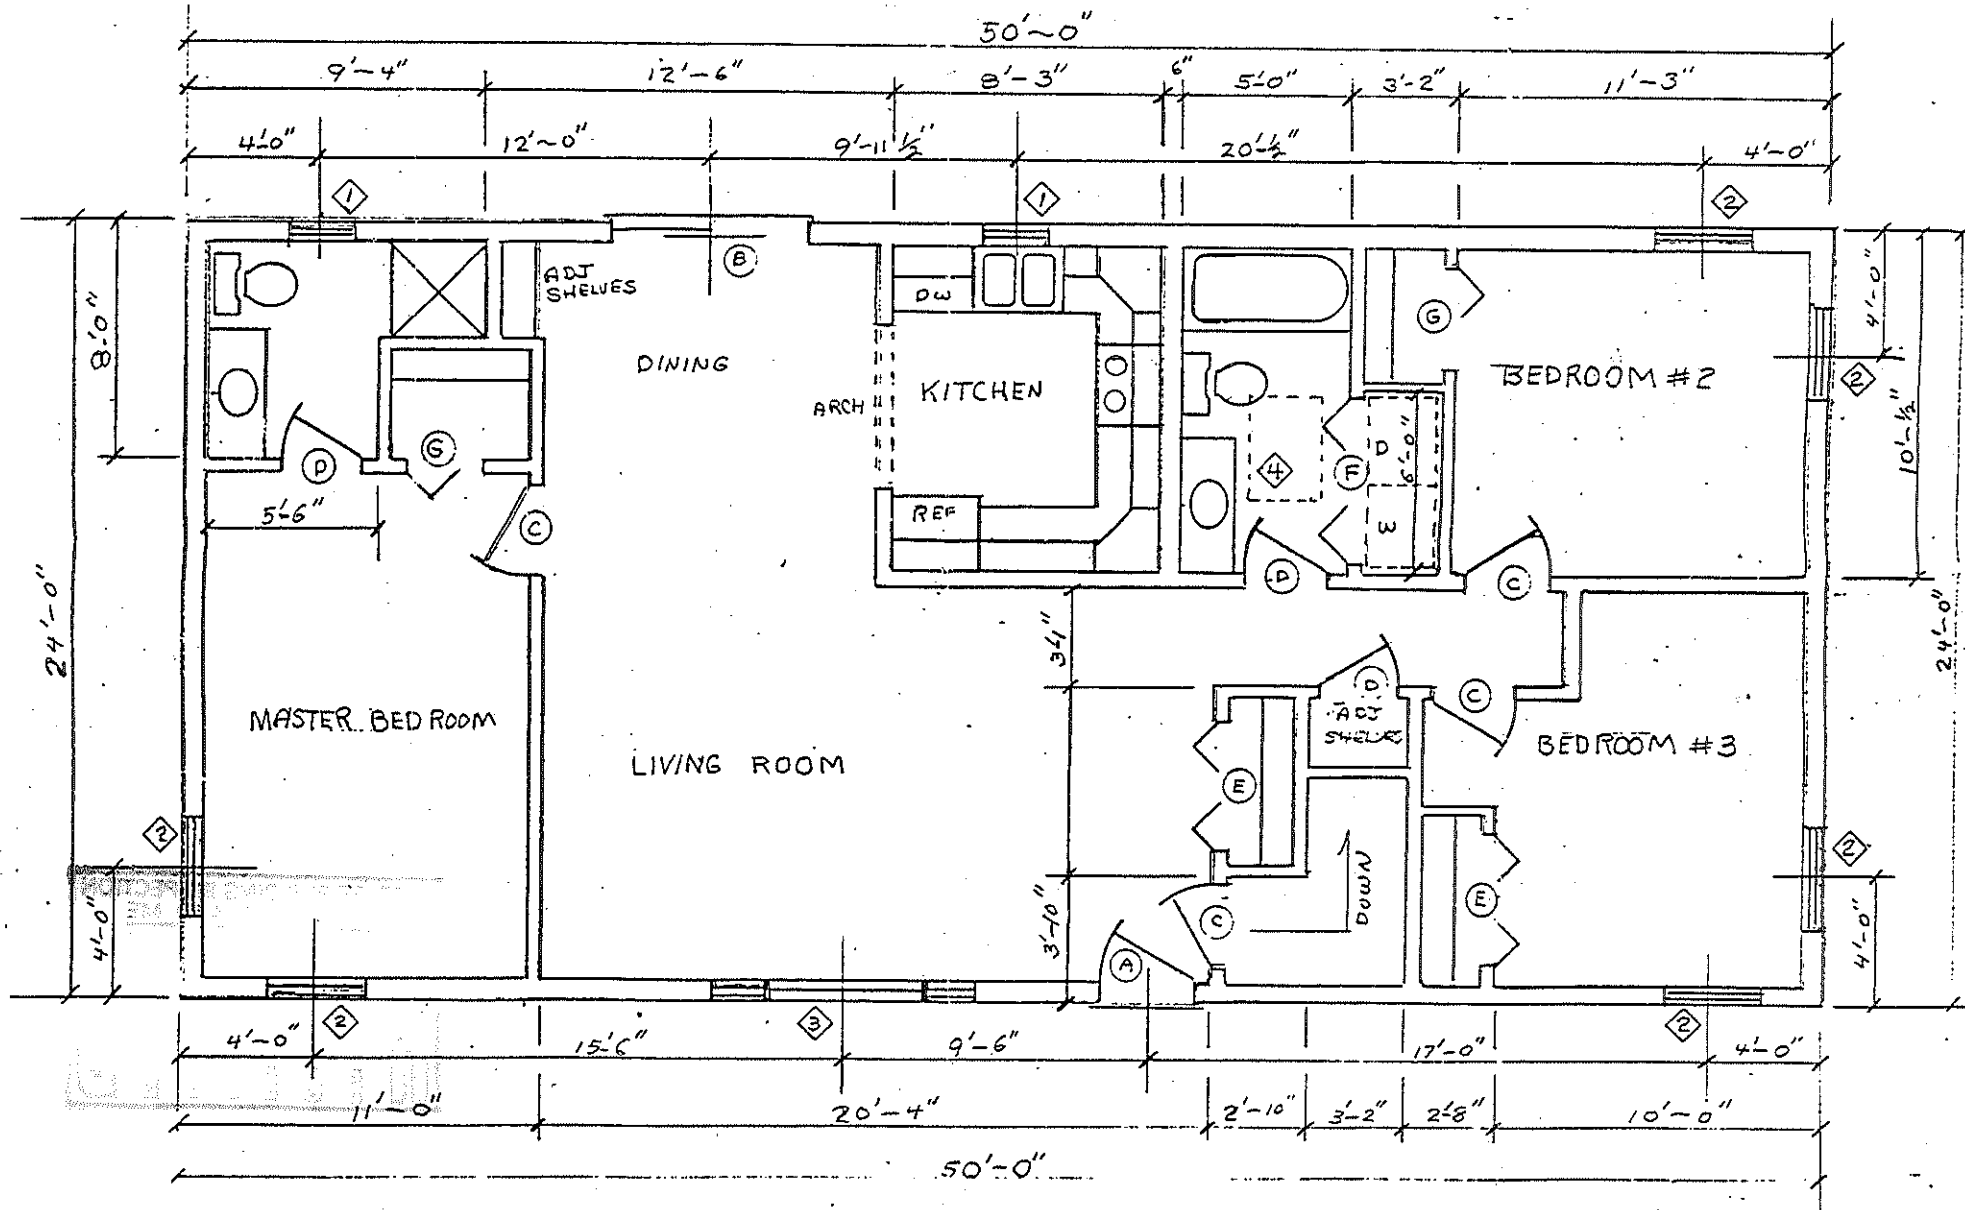 50'-0"
9'-4" 12'-6" 8'-3" 6" 5'-0" 3'-2" 11'-3"
4'-0" 12'-0" 9'-11 1/2" 20'-1/2" 4'-0"
1 1 2
B
ADJ
SHELVES
DW
G
4'-0"
8'-0"
DINING
KITCHEN
BEDROOM #2
2
ARCH
D
6'-0"
10'-1/2"
G
D
4
F
5'-6"
C
REF
W
24'-0"
D
C
24'-0"
3'-1"
D
C
MASTER BEDROOM
ADJ
SHELVES
BEDROOM #3
LIVING ROOM
E
2
2
DOWN
E
4'-0"
3'-10"
C
4'-0"
A
2 3 2
4'-0" 15'-6" 9'-6" 17'-0" 4'-0"
11'-0" 20'-4" 2'-10" 3'-2" 2'-8" 10'-0"
50'-0"